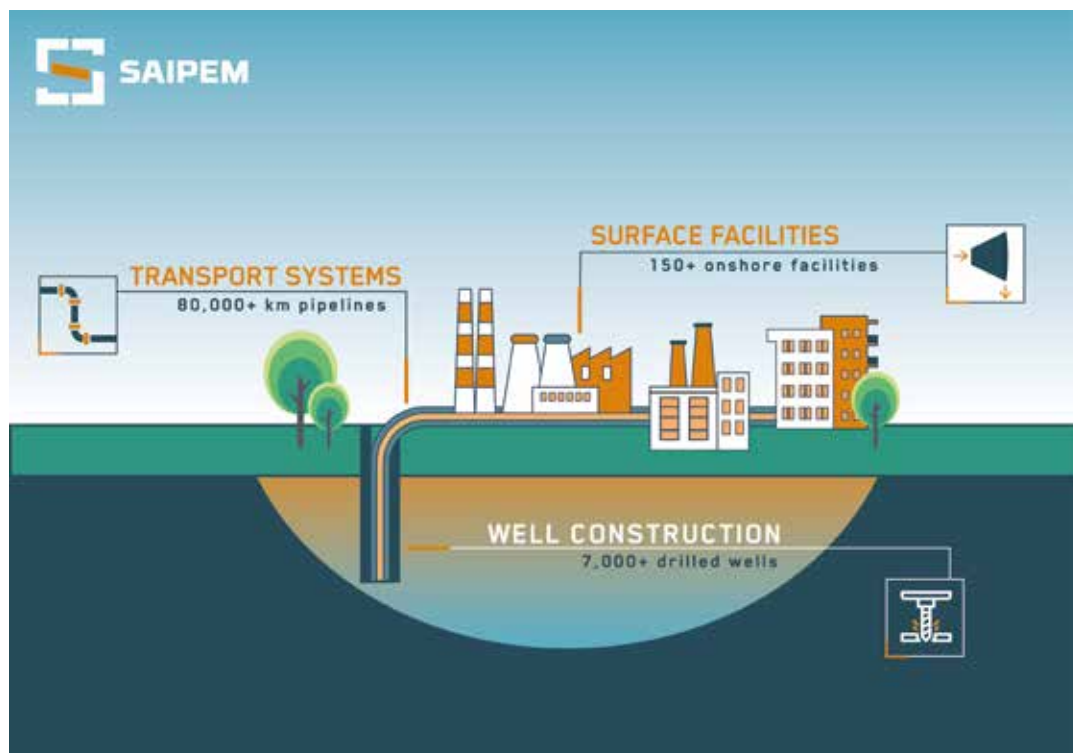 SAIPEM
SURFACE FACILITIES
150+ onshore facilities
TRANSPORT SYSTEMS
80,000+ km pipelines
WELL CONSTRUCTION
7,000+ drilled wells